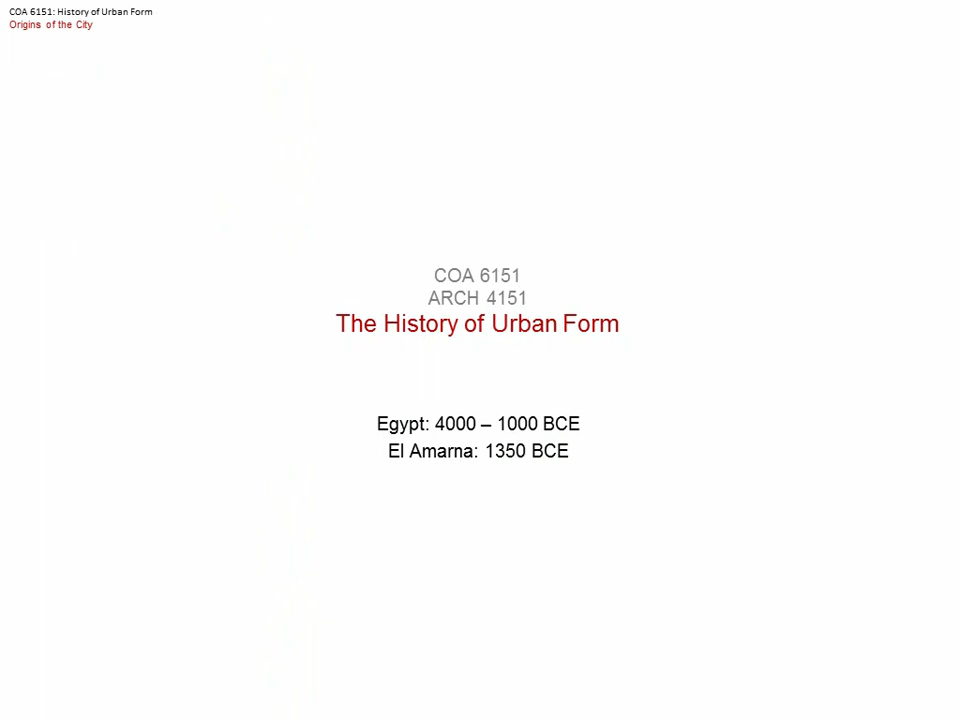 COA 6151: History of Urban Form
Origins of the City
COA 6151
ARCH 4151
The History of Urban Form
Egypt: 4000 – 1000 BCE
El Amarna: 1350 BCE